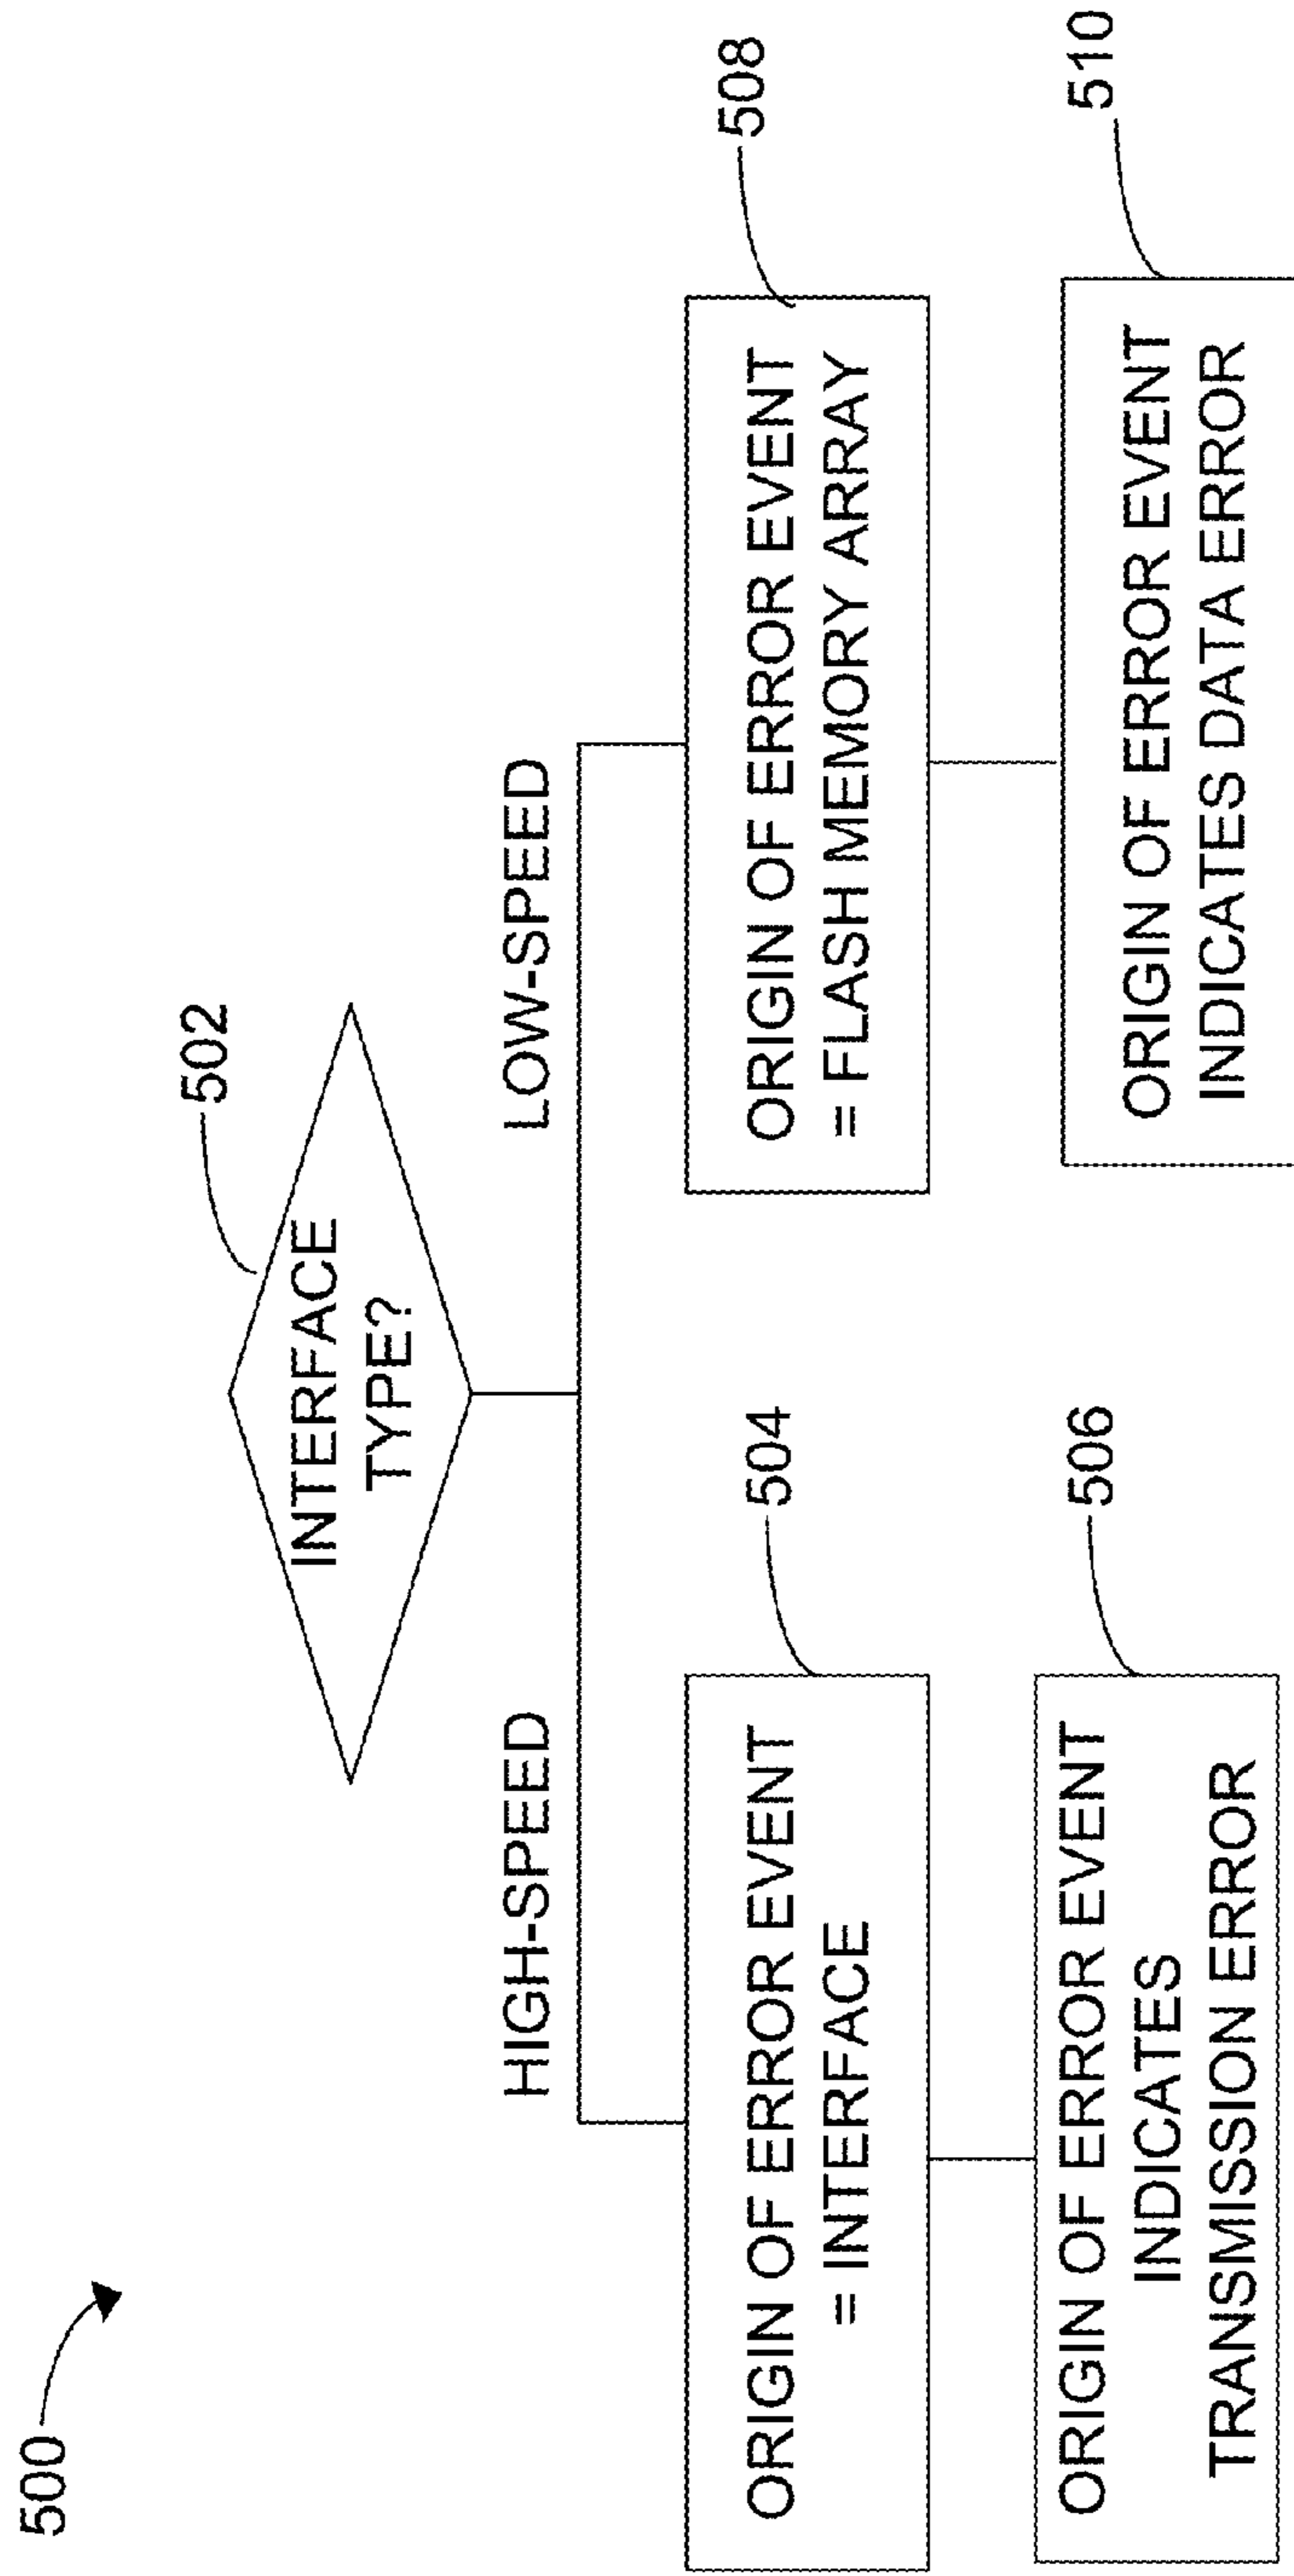 500
502
INTERFACE
TYPE?
HIGH-SPEED
LOW-SPEED
504
ORIGIN OF ERROR EVENT
= INTERFACE
508
ORIGIN OF ERROR EVENT
= FLASH MEMORY ARRAY
506
ORIGIN OF ERROR EVENT
INDICATES
TRANSMISSION ERROR
510
ORIGIN OF ERROR EVENT
INDICATES DATA ERROR